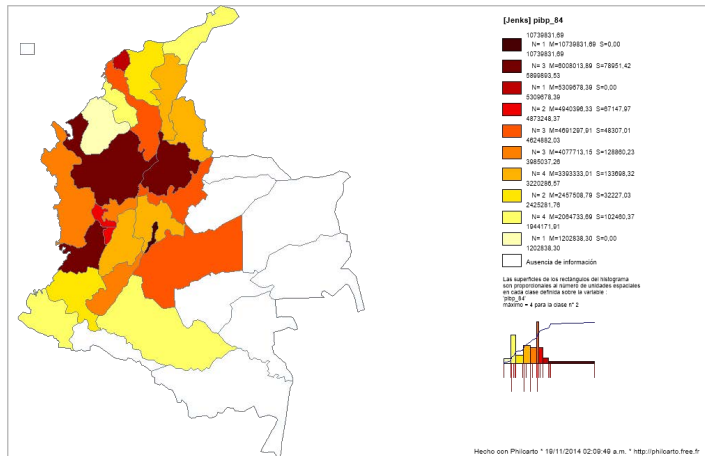 [Jenks] pibp_84
10739831,69
N= 1 M=10739831,69 S=0,00
10739831,69
N= 3 M=6008013,89 S=78951,42
5899893,53
N= 1 M=5309678,39 S=0,00
5309678,39
N= 2 M=4940396,33 S=67147,97
4873248,37
N= 3 M=4691297,91 S=48307,01
4624882,03
N= 3 M=4077713,15 S=128860,23
3985037,26
N= 4 M=3393333,01 S=133698,32
3220286,57
N= 2 M=2457508,79 S=32227,03
2425281,76
N= 4 M=2064733,69 S=102460,37
1944171,91
N= 1 M=1202838,30 S=0,00
1202838,30
Ausencia de información
Las superficies de los rectángulos del histograma
son proporcionales al número de unidades espaciales
en cada clase definida sobre la variable :
'pibp_84'
máximo = 4 para la clase n° 2
Hecho con Philcarto * 19/11/2014 02:09:49 a.m. * http://philcarto.free.fr